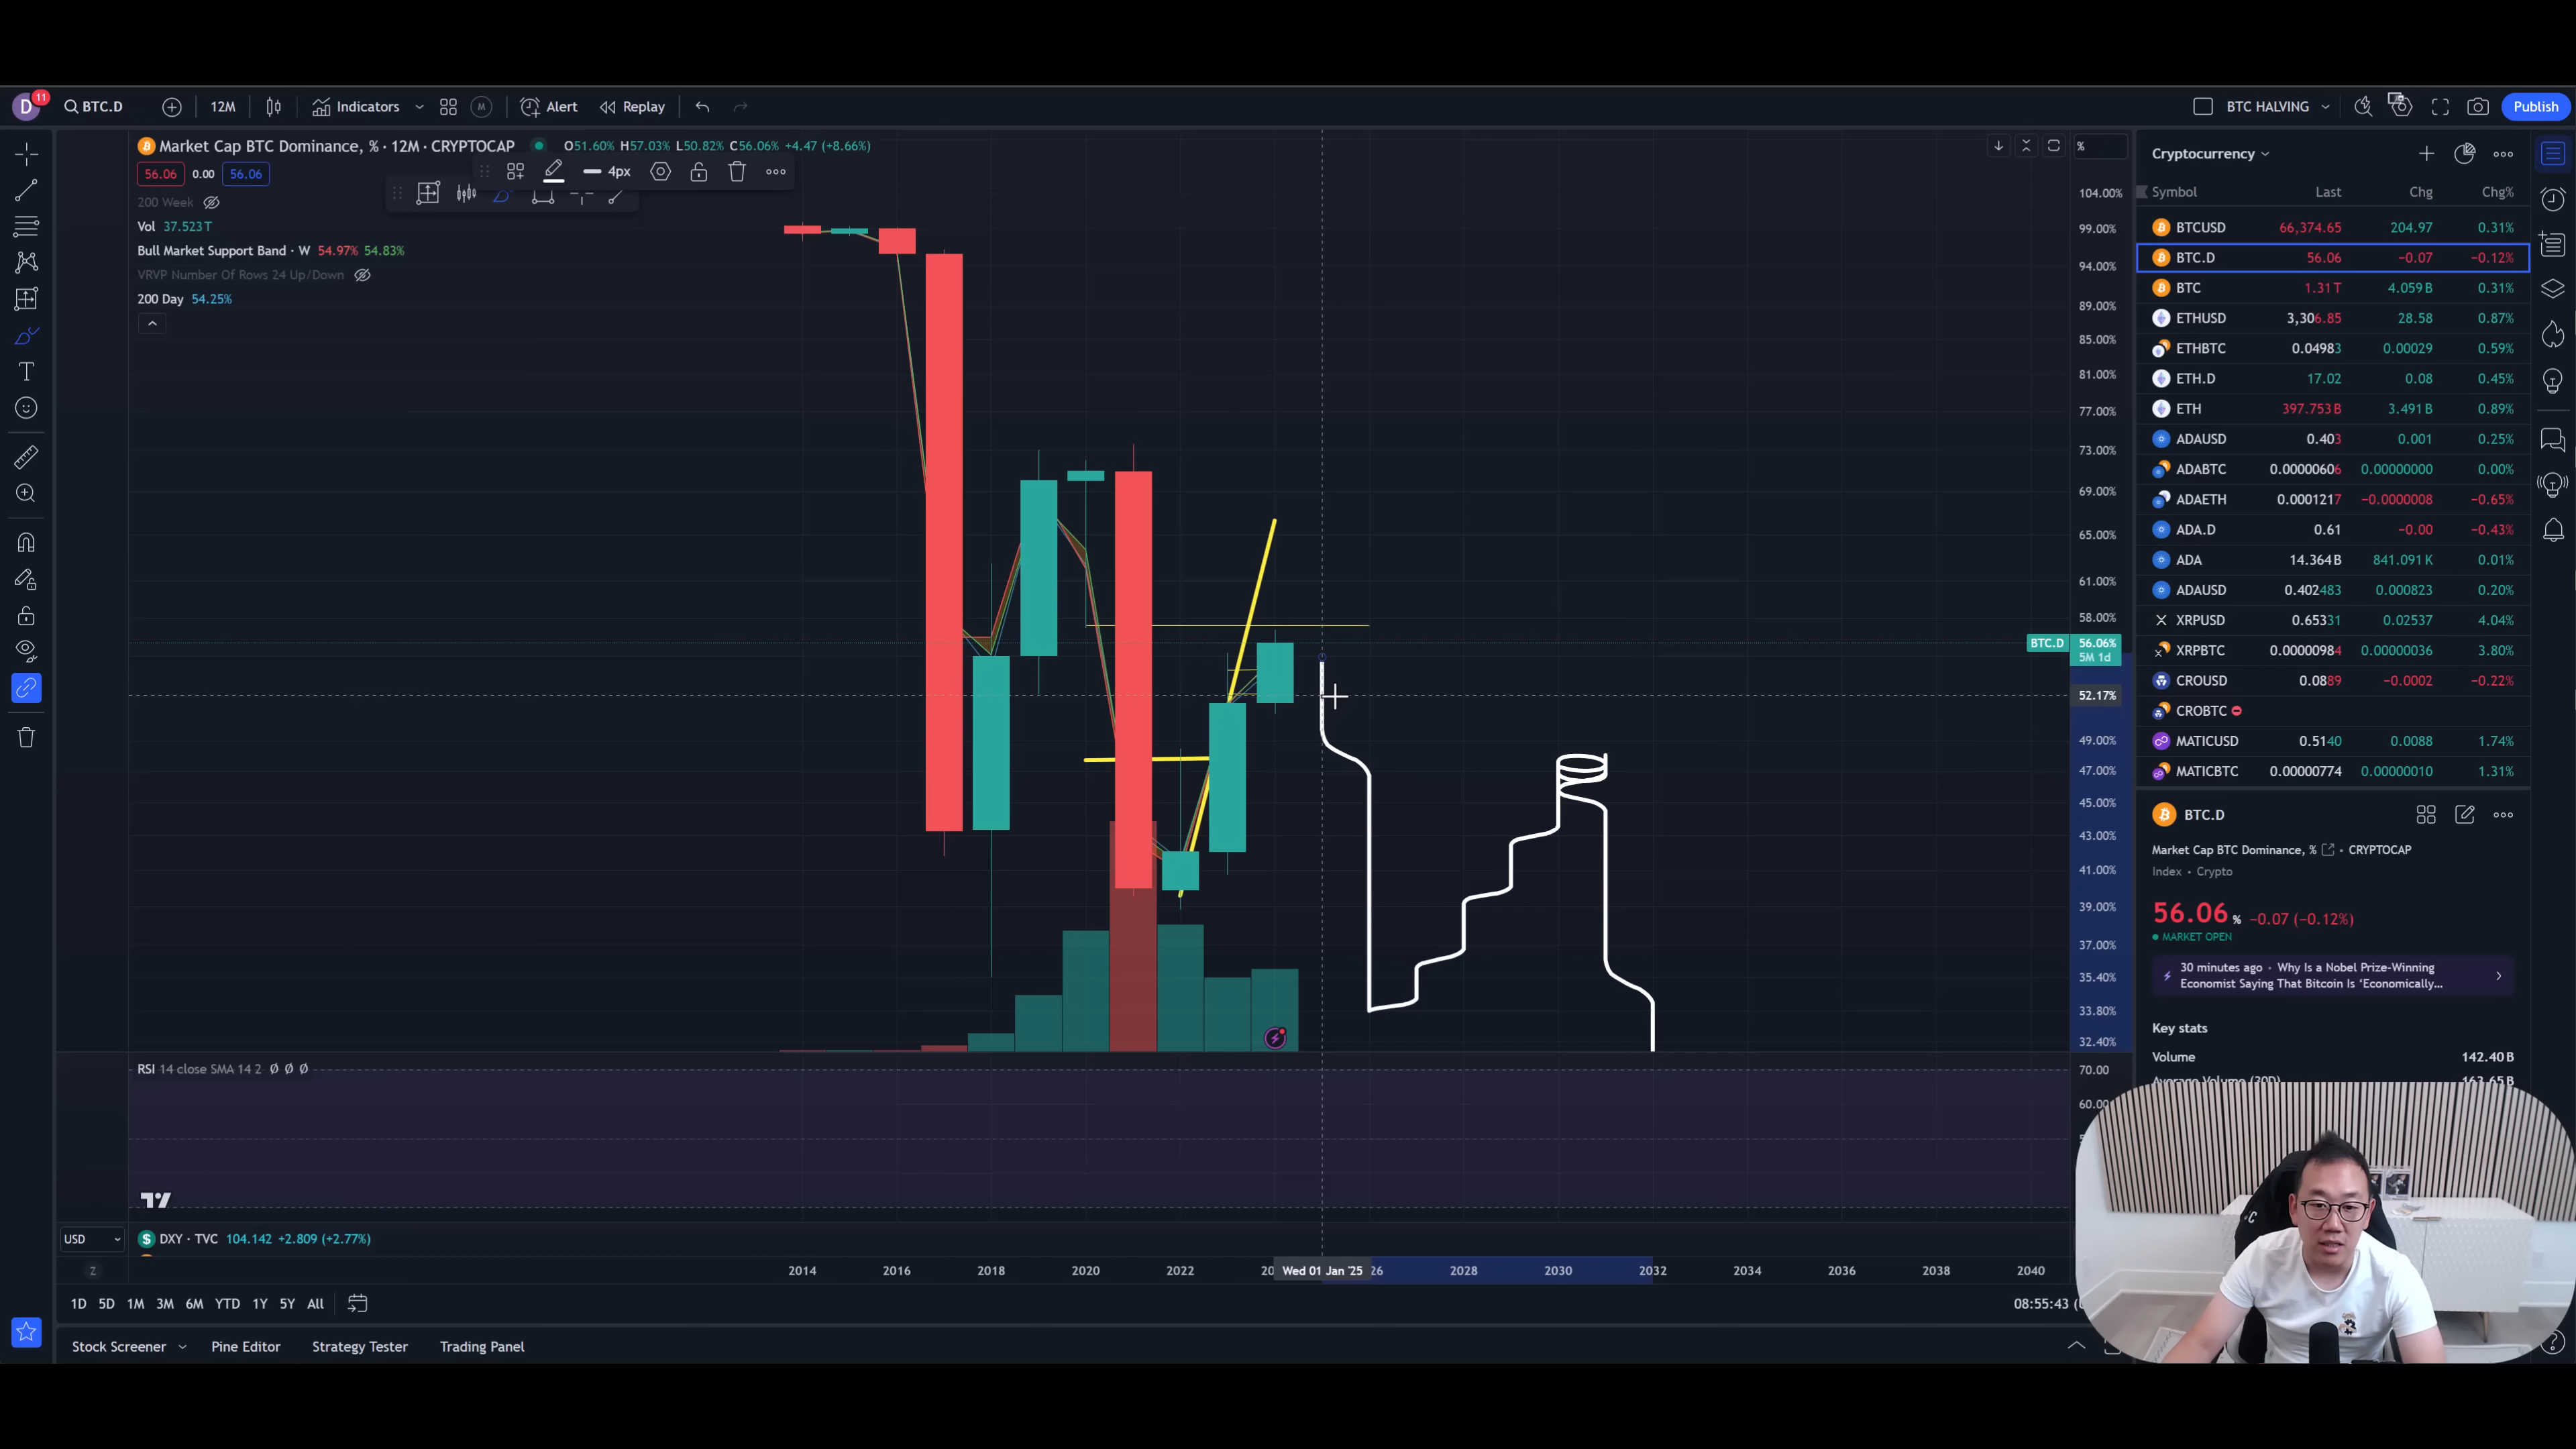 D 11 BTC.D 12M Indicators M Alert Replay BTC HALVING Publish
Market Cap BTC Dominance, % · 12M · CRYPTOCAP O51.60% H57.03% L50.82% C56.06% +4.47 (+8.66%) %
56.06 0.00 56.06
4px
200 Week
Vol 37.523T
Bull Market Support Band · W 54.97% 54.83%
VRVP Number Of Rows 24 Up/Down
200 Day 54.25%
104.00%
99.00%
94.00%
89.00%
85.00%
81.00%
77.00%
73.00%
69.00%
65.00%
61.00%
58.00%
BTC.D 56.06%
5M 1d
52.17%
49.00%
47.00%
45.00%
43.00%
41.00%
39.00%
37.00%
35.40%
33.80%
32.40%
RSI 14 close SMA 14 2 Ø Ø Ø
70.00
60.00
USD DXY · TVC 104.142 +2.809 (+2.77%)
Z 2014 2016 2018 2020 2022 20 Wed 01 Jan '25 26 2028 2030 2032 2034 2036 2038 2040
1D 5D 1M 3M 6M YTD 1Y 5Y All 08:55:43 (
Stock Screener Pine Editor Strategy Tester Trading Panel
Cryptocurrency
Symbol Last Chg Chg%
BTCUSD 66,374.65 204.97 0.31%
BTC.D 56.06 −0.07 −0.12%
BTC 1.31T 4.059B 0.31%
ETHUSD 3,306.85 28.58 0.87%
ETHBTC 0.04983 0.00029 0.59%
ETH.D 17.02 0.08 0.45%
ETH 397.753B 3.491B 0.89%
ADAUSD 0.403 0.001 0.25%
ADABTC 0.00000606 0.00000000 0.00%
ADAETH 0.0001217 −0.0000008 −0.65%
ADA.D 0.61 −0.00 −0.43%
ADA 14.364B 841.091K 0.01%
ADAUSD 0.402483 0.000823 0.20%
XRPUSD 0.65331 0.02537 4.04%
XRPBTC 0.00000984 0.00000036 3.80%
CROUSD 0.0889 −0.0002 −0.22%
CROBTC
MATICUSD 0.5140 0.0088 1.74%
MATICBTC 0.00000774 0.00000010 1.31%
BTC.D
Market Cap BTC Dominance, % • CRYPTOCAP
Index • Crypto
56.06 % −0.07 (−0.12%)
MARKET OPEN
30 minutes ago • Why Is a Nobel Prize-Winning
Economist Saying That Bitcoin Is ‘Economically...
Key stats
Volume 142.40B
Average Volume (30D) 163.65B